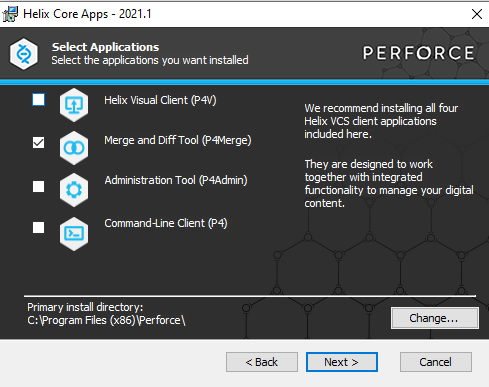 Helix Core Apps - 2021.1
Select Applications
Select the applications you want installed
PERFORCE
Helix Visual Client (P4V)
Merge and Diff Tool (P4Merge)
Administration Tool (P4Admin)
Command-Line Client (P4)
We recommend installing all four
Helix VCS client applications
included here.
They are designed to work
together with integrated
functionality to manage your digital
content.
Primary install directory:
C:\Program Files (x86)\Perforce\
Change...
< Back
Next >
Cancel